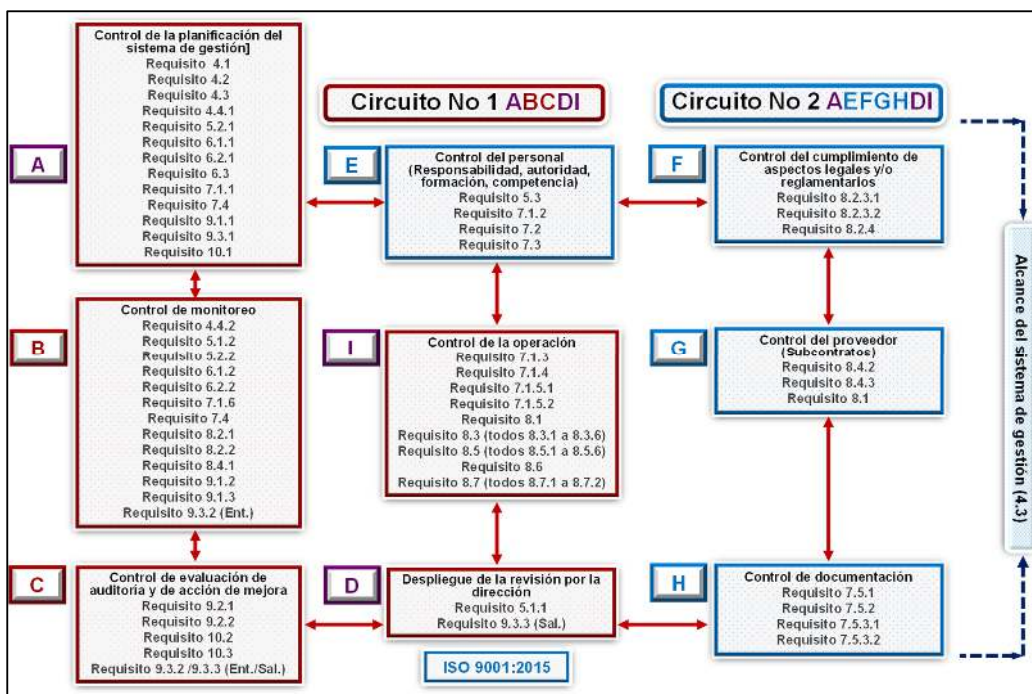 Control de la planificación del
sistema de gestión]
Requisito 4.1
Requisito 4.2
Requisito 4.3
Requisito 4.4.1
Requisito 5.2.1
Requisito 6.1.1
Requisito 6.2.1
Requisito 6.3
Requisito 7.1.1
Requisito 7.4
Requisito 9.1.1
Requisito 9.3.1
Requisito 10.1
A
Circuito No 1 ABCDI
Circuito No 2 AEFGHDI
E
Control del personal
(Responsabilidad, autoridad,
formación, competencia)
Requisito 5.3
Requisito 7.1.2
Requisito 7.2
Requisito 7.3
F
Control del cumplimiento de
aspectos legales y/o
reglamentarios
Requisito 8.2.3.1
Requisito 8.2.3.2
Requisito 8.2.4
B
Control de monitoreo
Requisito 4.4.2
Requisito 5.1.2
Requisito 5.2.2
Requisito 6.1.2
Requisito 6.2.2
Requisito 7.1.6
Requisito 7.4
Requisito 8.2.1
Requisito 8.2.2
Requisito 8.4.1
Requisito 9.1.2
Requisito 9.1.3
Requisito 9.3.2 (Ent.)
I
Control de la operación
Requisito 7.1.3
Requisito 7.1.4
Requisito 7.1.5.1
Requisito 7.1.5.2
Requisito 8.1
Requisito 8.3 (todos 8.3.1 a 8.3.6)
Requisito 8.5 (todos 8.5.1 a 8.5.6)
Requisito 8.6
Requisito 8.7 (todos 8.7.1 a 8.7.2)
G
Control del proveedor
(Subcontratos)
Requisito 8.4.2
Requisito 8.4.3
Requisito 8.1
C
Control de evaluación de
auditoría y de acción de mejora
Requisito 9.2.1
Requisito 9.2.2
Requisito 10.2
Requisito 10.3
Requisito 9.3.2 /9.3.3 (Ent./Sal.)
D
Despliegue de la revisión por la
dirección
Requisito 5.1.1
Requisito 9.3.3 (Sal.)
ISO 9001:2015
H
Control de documentación
Requisito 7.5.1
Requisito 7.5.2
Requisito 7.5.3.1
Requisito 7.5.3.2
Alcance del sistema de gestión (4.3)